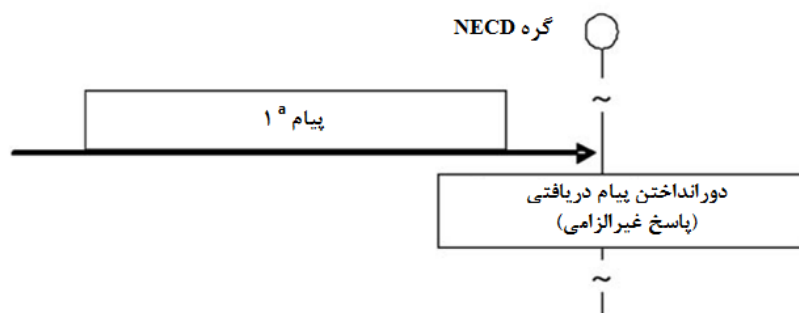 گره NECD
پیام ۱ a
دورانداختن پیام دریافتی
(پاسخ غیرالزامی)